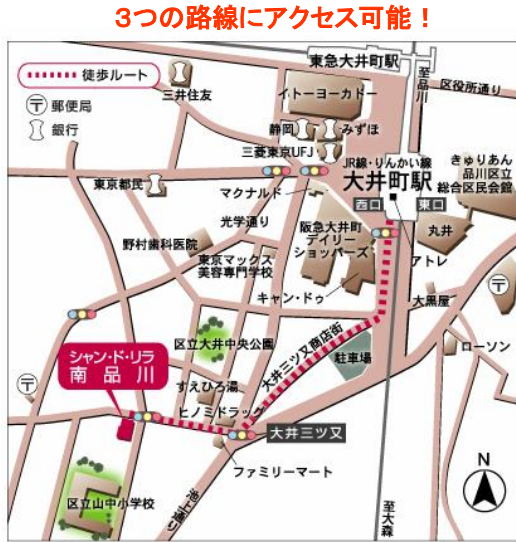 ３つの路線にアクセス可能！
東急大井町駅
至品川
区役所通り
徒歩ルート
三井住友
イトーヨーカドー
郵便局
銀行
静岡
みずほ
三菱東京UFJ
JR線・りんかい線
大井町駅
きゅりあん
品川区立
総合区民会館
東京都民
マクナルド
西口
東口
光学通り
阪急大井町
デイリー
ショッパーズ
丸井
野村歯科医院
東京マックス
美容専門学校
アトレ
キャン・ドゥ
大黒屋
区立大井中央公園
大井三ツ又商店街
駐車場
ローソン
シャン・ド・リラ
南品川
すえひろ湯
ヒノミドラッグ
大井三ツ又
ファミリーマート
N
区立山中小学校
池上通り
至大森